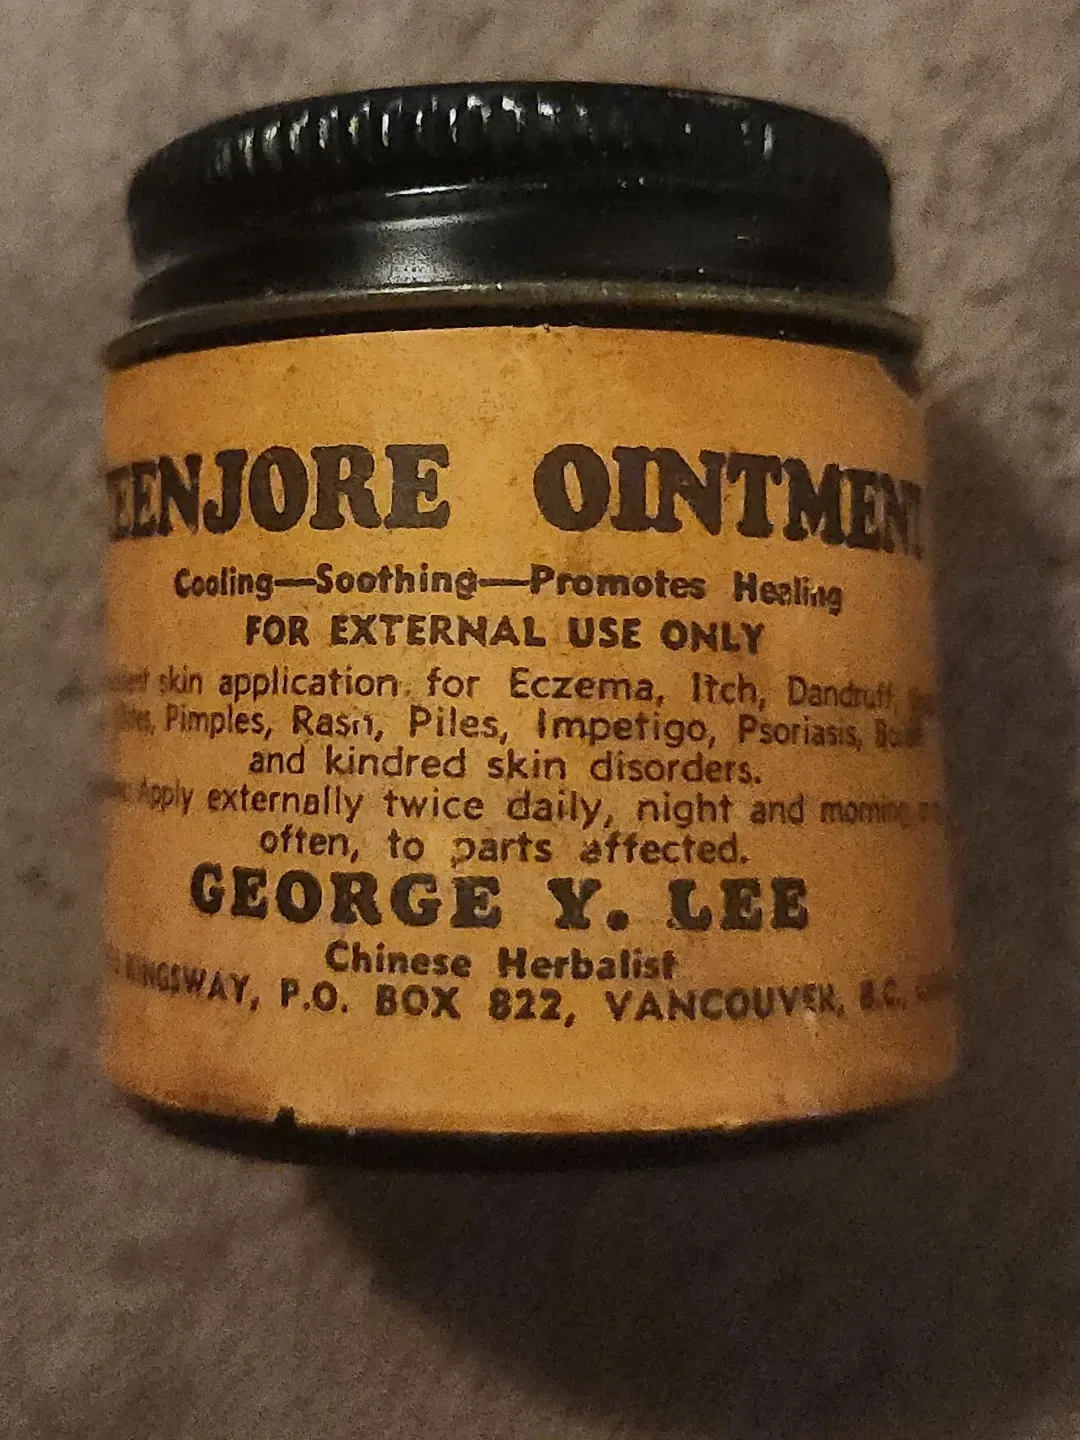 EENJORE OINTMENT
Cooling—Soothing—Promotes Healing
FOR EXTERNAL USE ONLY
skin application for Eczema, Itch, Dandruff,
Pimples, Rash, Piles, Impetigo, Psoriasis,
and kindred skin disorders.
Apply externally twice daily, night and morning
often, to parts affected.
GEORGE Y. LEE
Chinese Herbalist
KINGSWAY, P.O. BOX 822, VANCOUVER, B.C.,